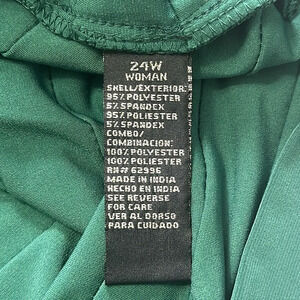 24W
WOMAN
SHELL/EXTERIOR:
95% POLYESTER
5% SPANDEX
95% POLIESTER
5% SPANDEX
COMBO/
COMBINACION:
100% POLYESTER
100% POLIESTER
RN# 62996
MADE IN INDIA
HECHO EN INDIA
SEE REVERSE
FOR CARE
VER AL DORSO
PARA CUIDADO